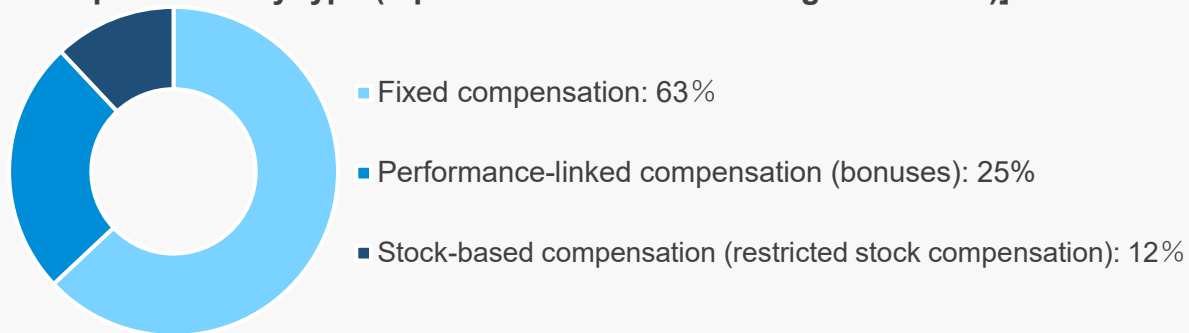 Fixed compensation: 63%
Performance-linked compensation (bonuses): 25%
Stock-based compensation (restricted stock compensation): 12%